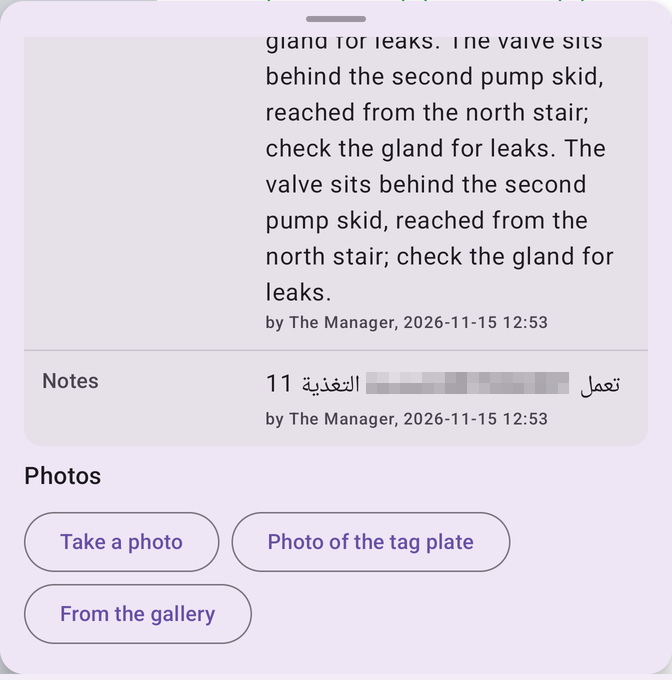 gland for leaks. The valve sits
behind the second pump skid,
reached from the north stair;
check the gland for leaks. The
valve sits behind the second
pump skid, reached from the
north stair; check the gland for
leaks.
by The Manager, 2026-11-15 12:53
Notes
تعمل التغذية 11
by The Manager, 2026-11-15 12:53
Photos
Take a photo
Photo of the tag plate
From the gallery